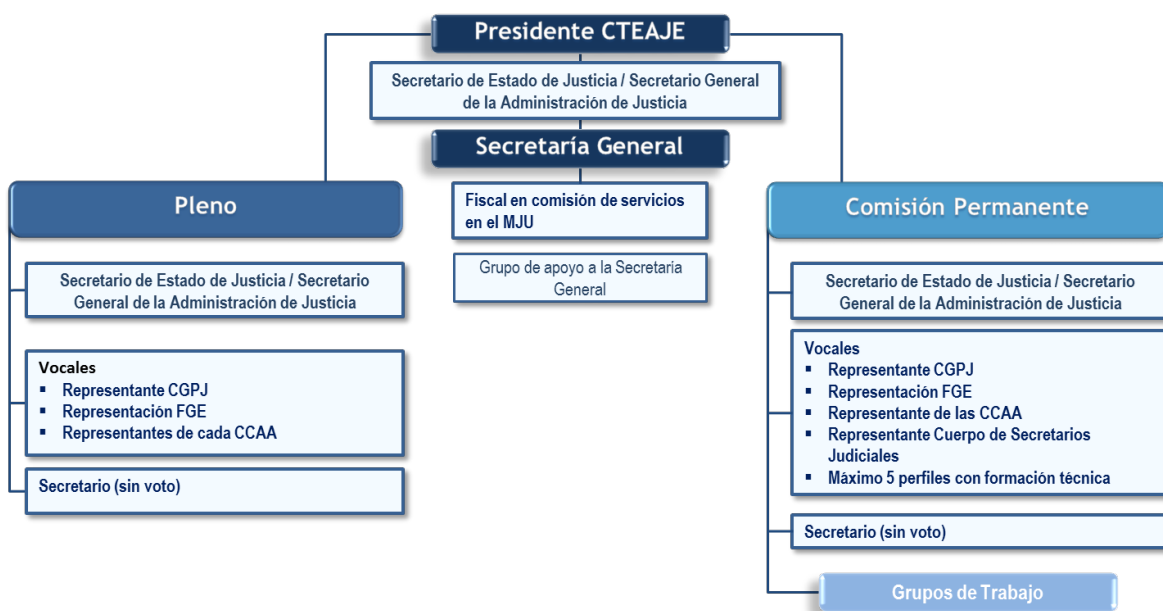 Presidente CTEAJE
Secretario de Estado de Justicia / Secretario General
de la Administración de Justicia
Secretaría General
Fiscal en comisión de servicios
en el MJU
Grupo de apoyo a la Secretaria
General
Pleno
Secretario de Estado de Justicia / Secretario
General de la Administración de Justicia
Vocales
▪ Representante CGPJ
▪ Representación FGE
▪ Representantes de cada CCAA
Secretario (sin voto)
Comisión Permanente
Secretario de Estado de Justicia / Secretario
General de la Administración de Justicia
Vocales
▪ Representante CGPJ
▪ Representación FGE
▪ Representante de las CCAA
▪ Representante Cuerpo de Secretarios
Judiciales
▪ Máximo 5 perfiles con formación técnica
Secretario (sin voto)
Grupos de Trabajo